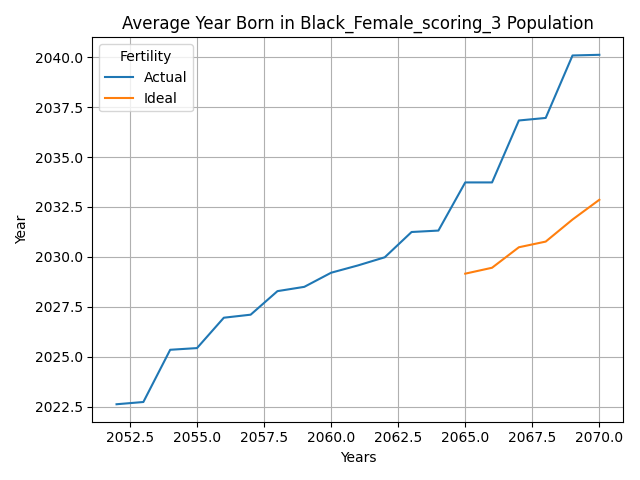 Average Year Born in Black_Female_scoring_3 Population
Fertility
Actual
Ideal
2040.0
2037.5
2035.0
2032.5
2030.0
2027.5
2025.0
2022.5
Year
2052.5 2055.0 2057.5 2060.0 2062.5 2065.0 2067.5 2070.0
Years